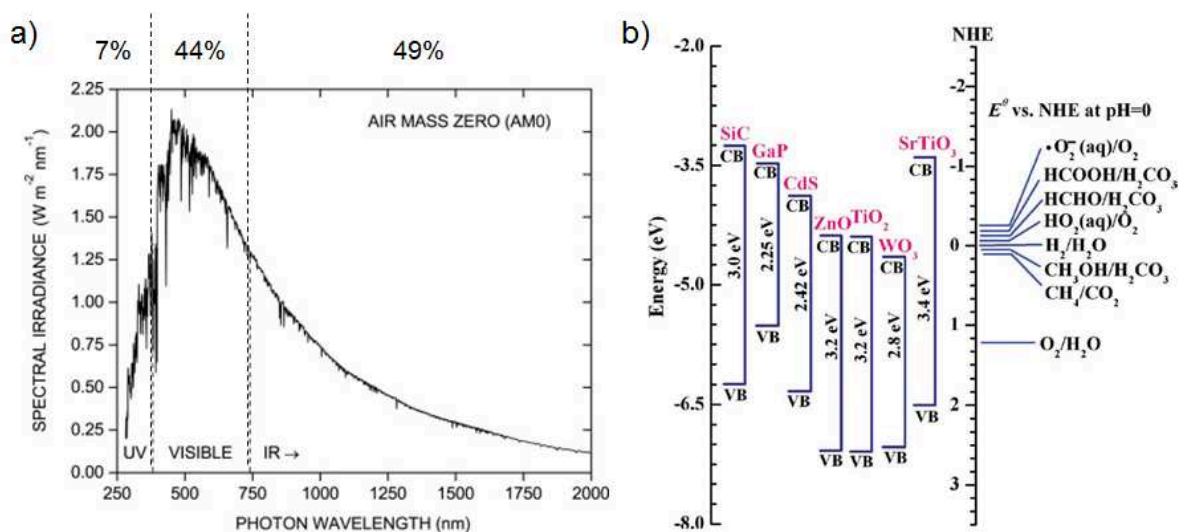 a)
7%
44%
49%
2.25
2.00
1.75
1.50
1.25
1.00
0.75
0.50
0.25
0.00
SPECTRAL IRRADIANCE (W m⁻² nm⁻¹)
AIR MASS ZERO (AM0)
UV
VISIBLE
IR →
250
500
750
1000
1250
1500
1750
2000
PHOTON WAVELENGTH (nm)
b)
-2.0
-3.5
-5.0
-6.5
-8.0
Energy (eV)
SiC
CB
3.0 eV
VB
GaP
CB
2.25 eV
VB
CdS
CB
2.42 eV
VB
ZnO
CB
3.2 eV
VB
TiO₂
CB
3.2 eV
VB
WO₃
CB
2.8 eV
VB
SrTiO₃
CB
3.4 eV
VB
NHE
-2
-1
0
1
2
3
E^θ vs. NHE at pH=0
·O₂⁻(aq)/O₂
HCOOH/H₂CO₃
HCHO/H₂CO₃
HO₂(aq)/O₂
H₂/H₂O
CH₃OH/H₂CO₃
CH₄/CO₂
O₂/H₂O